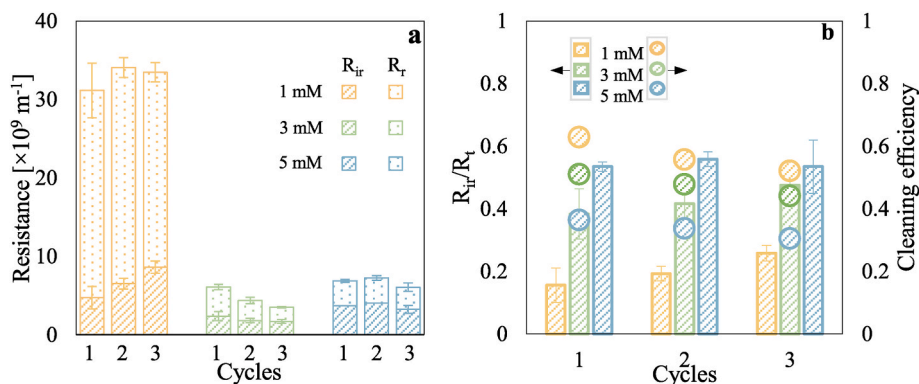 a
Resistance [×10⁹ m⁻¹]
40
30
20
10
0
R_ir R_r
1 mM
3 mM
5 mM
1 2 3 1 2 3 1 2 3
Cycles
b
R_ir/R_t
1
0.8
0.6
0.4
0.2
0
1 mM
3 mM
5 mM
1
0.8
0.6
0.4
0.2
0
Cleaning efficiency
1 2 3
Cycles